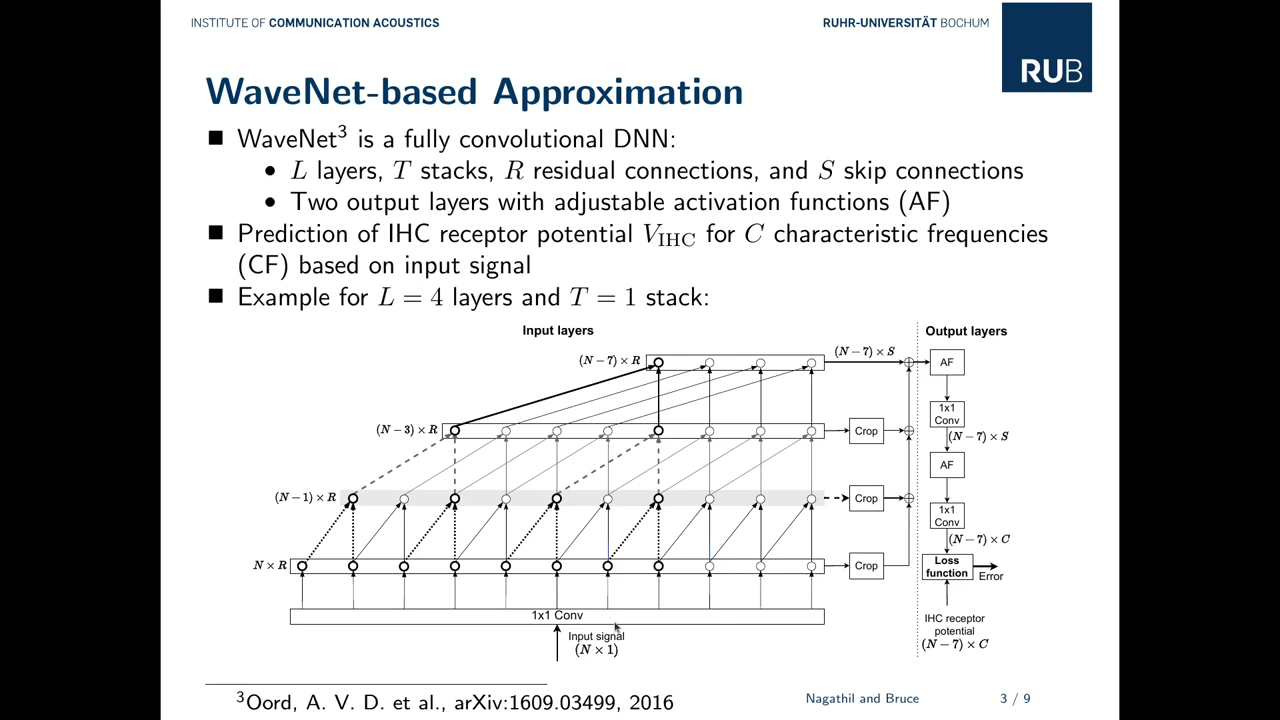 INSTITUTE OF COMMUNICATION ACOUSTICS
RUHR-UNIVERSITÄT BOCHUM
RUB
WaveNet-based Approximation
WaveNet³ is a fully convolutional DNN:
L layers, T stacks, R residual connections, and S skip connections
Two output layers with adjustable activation functions (AF)
Prediction of IHC receptor potential V_IHC for C characteristic frequencies
(CF) based on input signal
Example for L = 4 layers and T = 1 stack:
Input layers
Output layers
(N − 7) × R
(N − 7) × S
AF
1x1
Conv
(N − 3) × R
Crop
(N − 7) × S
AF
(N − 1) × R
Crop
1x1
Conv
(N − 7) × C
N × R
Crop
Loss
function
Error
1x1 Conv
IHC receptor
potential
(N − 7) × C
Input signal
(N × 1)
³Oord, A. V. D. et al., arXiv:1609.03499, 2016
Nagathil and Bruce
3 / 9